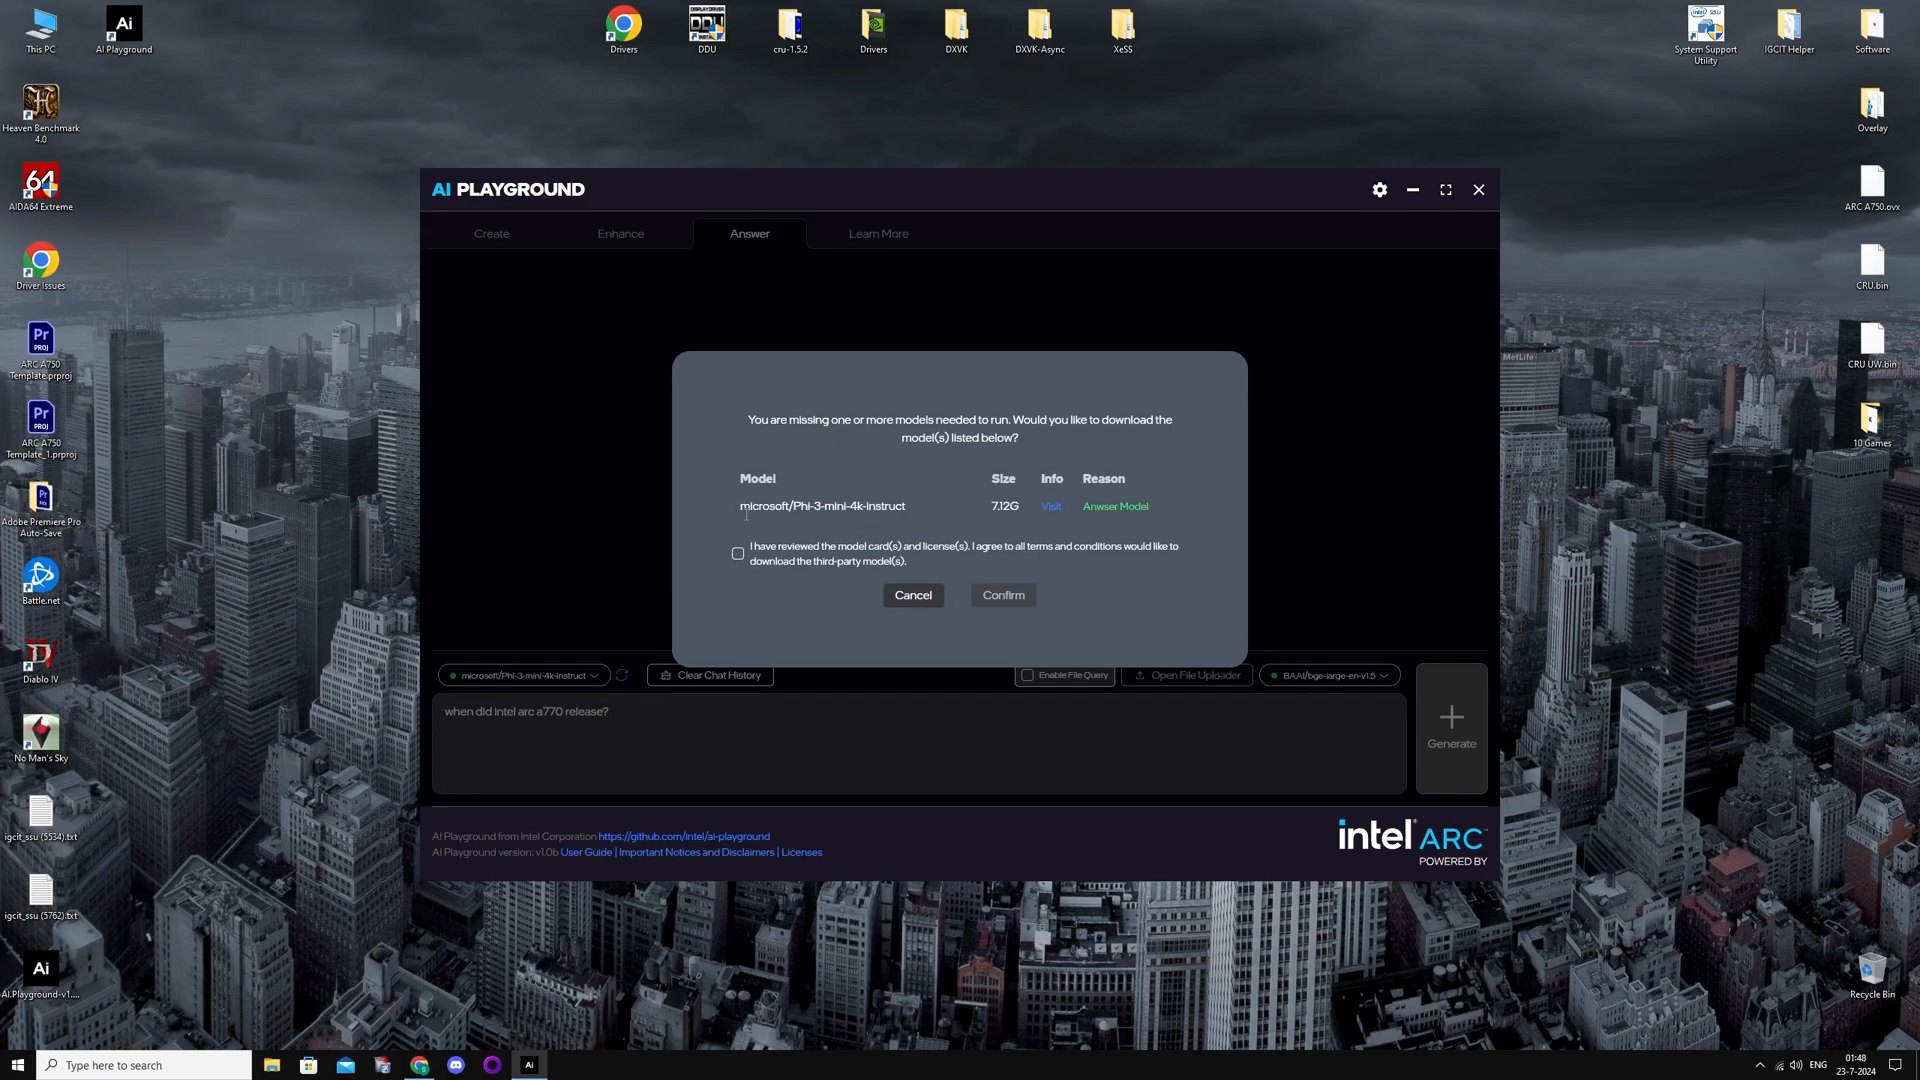 This PC
AI Playground
Drivers
DDU
cru-1.5.2
Drivers
DXVK
DXVK-Async
XeSS
System Support
Utility
IGCIT Helper
Software
Heaven Benchmark
4.0
Overlay
AIDA64 Extreme
ARC A750.ovx
Driver Issues
CRU.bin
ARC A750
Template.prproj
CRU UW.bin
ARC A750
Template_1.prproj
10 Games
Adobe Premiere Pro
Auto-Save
Battle.net
Diablo IV
No Man's Sky
igcit_ssu (5534).txt
igcit_ssu (5762).txt
AI.Playground-v1....
Recycle Bin
MetLife
AI PLAYGROUND
Create
Enhance
Answer
Learn More
You are missing one or more models needed to run. Would you like to download the
model(s) listed below?
Model Size Info Reason
microsoft/Phi-3-mini-4k-instruct 7.12G Visit Anwser Model
I have reviewed the model card(s) and license(s). I agree to all terms and conditions would like to
download the third-party model(s).
Cancel
Confirm
microsoft/Phi-3-mini-4k-instruct
Clear Chat History
Enable File Query
Open File Uploader
BAAI/bge-large-en-v1.5
when did intel arc a770 release?
Generate
AI Playground from Intel Corporation https://github.com/intel/ai-playground
AI Playground version: v1.0b User Guide | Important Notices and Disclaimers | Licenses
intel ARC™
POWERED BY
Type here to search
ENG
01:48
23-7-2024